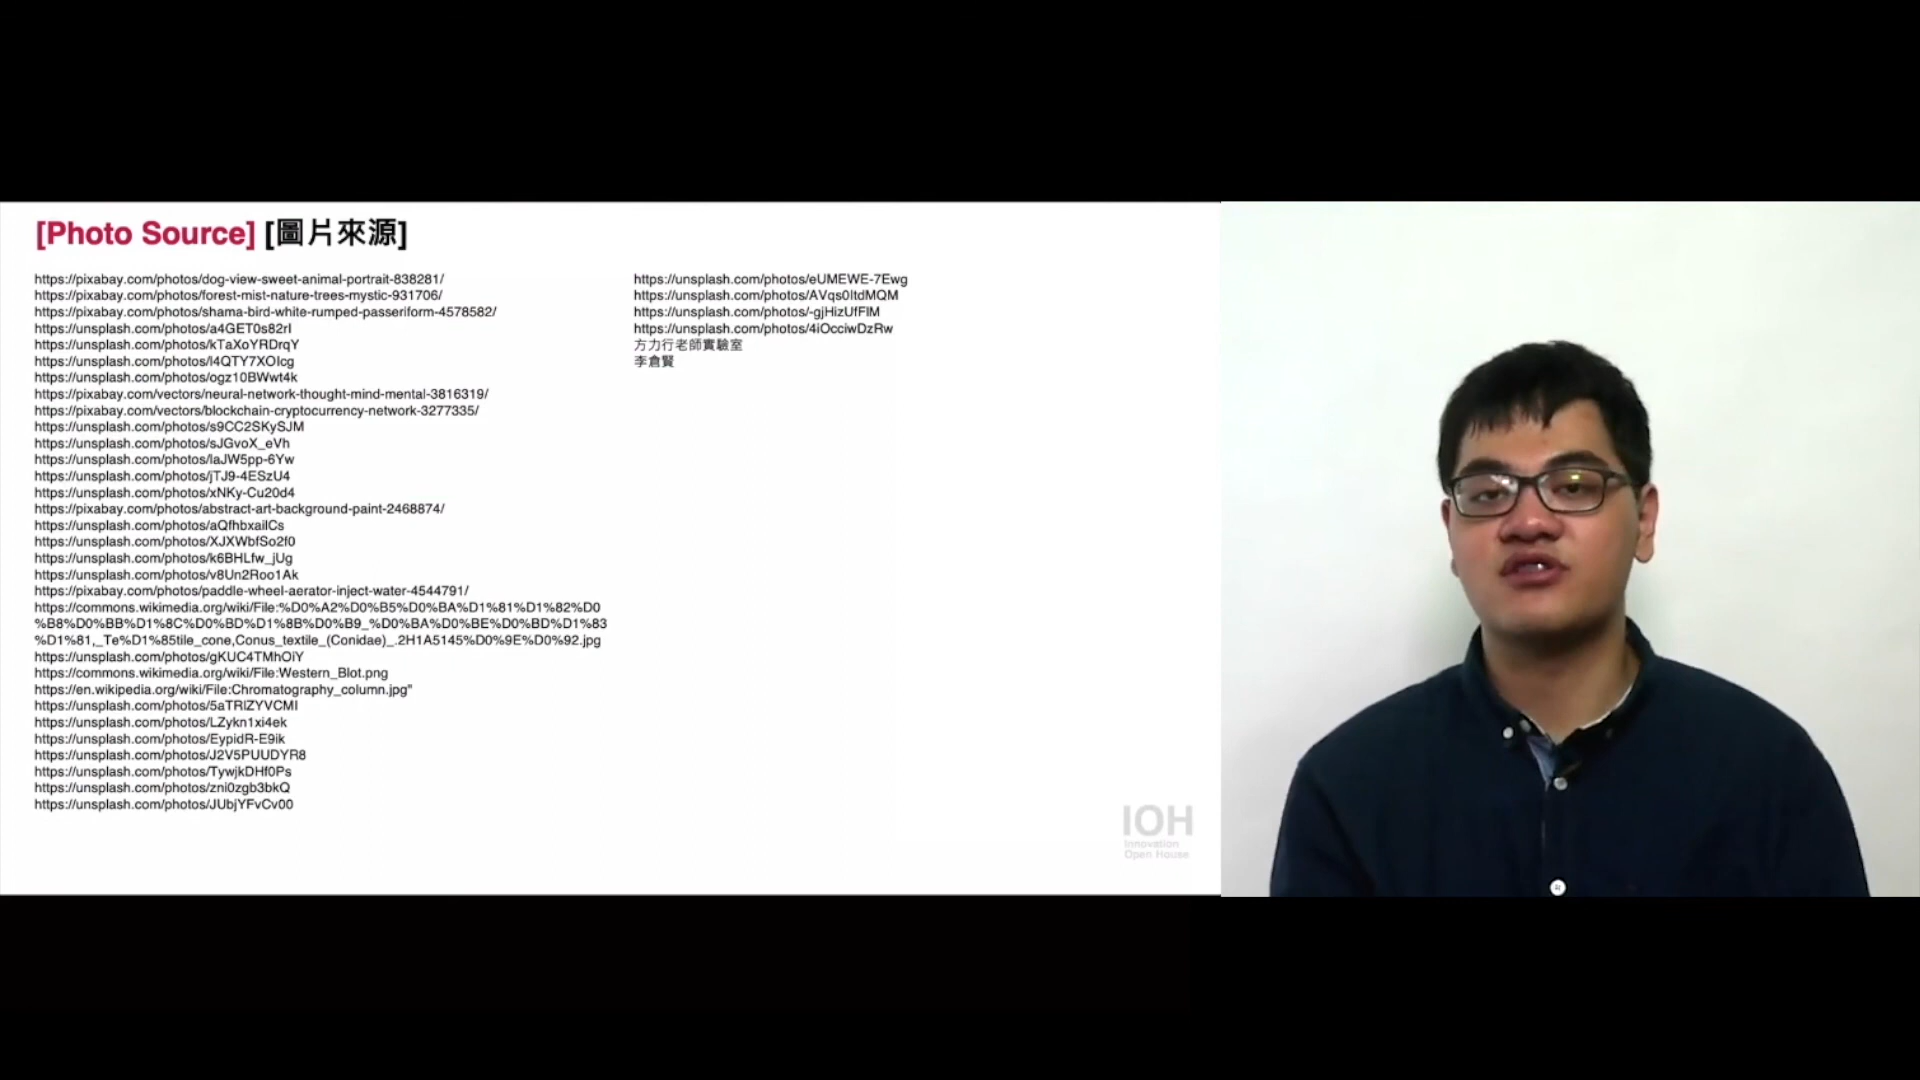 [Photo Source] [圖片來源]
https://pixabay.com/photos/dog-view-sweet-animal-portrait-838281/
https://pixabay.com/photos/forest-mist-nature-trees-mystic-931706/
https://pixabay.com/photos/shama-bird-white-rumped-passeriform-4578582/
https://unsplash.com/photos/a4GET0s82rI
https://unsplash.com/photos/kTaXoYRDrqY
https://unsplash.com/photos/I4QTY7XOIcg
https://unsplash.com/photos/ogz10BWwt4k
https://pixabay.com/vectors/neural-network-thought-mind-mental-3816319/
https://pixabay.com/vectors/blockchain-cryptocurrency-network-3277335/
https://unsplash.com/photos/s9CC2SKySJM
https://unsplash.com/photos/sJGvoX_eVh
https://unsplash.com/photos/laJW5pp-6Yw
https://unsplash.com/photos/jTJ9-4ESzU4
https://unsplash.com/photos/xNKy-Cu20d4
https://pixabay.com/photos/abstract-art-background-paint-2468874/
https://unsplash.com/photos/aQfhbxailCs
https://unsplash.com/photos/XJXWbfSo2f0
https://unsplash.com/photos/k6BHLfw_jUg
https://unsplash.com/photos/v8Un2Roo1Ak
https://pixabay.com/photos/paddle-wheel-aerator-inject-water-4544791/
https://commons.wikimedia.org/wiki/File:%D0%A2%D0%B5%D0%BA%D1%81%D1%82%D0
%B8%D0%BB%D1%8C%D0%BD%D1%8B%D0%B9_%D0%BA%D0%BE%D0%BD%D1%83
%D1%81,_Te%D1%85tile_cone,Conus_textile_(Conidae)_.2H1A5145%D0%9E%D0%92.jpg
https://unsplash.com/photos/gKUC4TMhOiY
https://commons.wikimedia.org/wiki/File:Western_Blot.png
https://en.wikipedia.org/wiki/File:Chromatography_column.jpg"
https://unsplash.com/photos/5aTRlZYVCMI
https://unsplash.com/photos/LZykn1xi4ek
https://unsplash.com/photos/EypidR-E9ik
https://unsplash.com/photos/J2V5PUUDYR8
https://unsplash.com/photos/TywjkDHf0Ps
https://unsplash.com/photos/zni0zgb3bkQ
https://unsplash.com/photos/JUbjYFvCv00
https://unsplash.com/photos/eUMEWE-7Ewg
https://unsplash.com/photos/AVqs0ItdMQM
https://unsplash.com/photos/-gjHizUfFlM
https://unsplash.com/photos/4iOcciwDzRw
方力行老師實驗室
李倉賢
IOH
Innovation
Open House